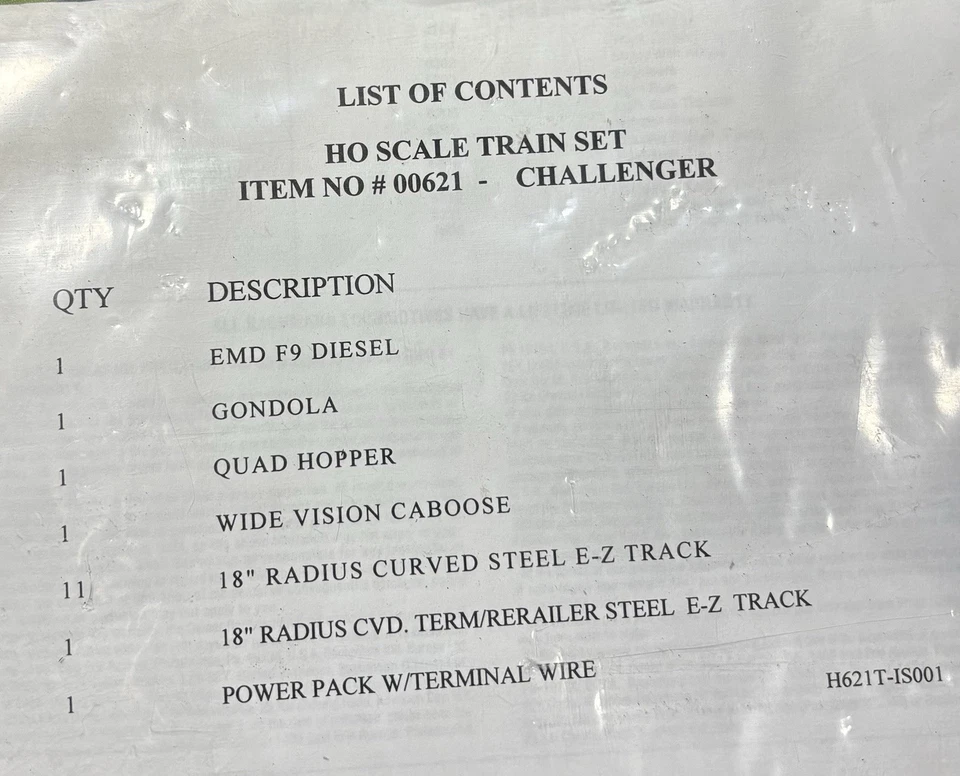 LIST OF CONTENTS
HO SCALE TRAIN SET
ITEM NO # 00621 - CHALLENGER
QTY DESCRIPTION
1 EMD F9 DIESEL
1 GONDOLA
1 QUAD HOPPER
1 WIDE VISION CABOOSE
11 18" RADIUS CURVED STEEL E-Z TRACK
1 18" RADIUS CVD. TERM/RERAILER STEEL E-Z TRACK
1 POWER PACK W/TERMINAL WIRE
H621T-IS001